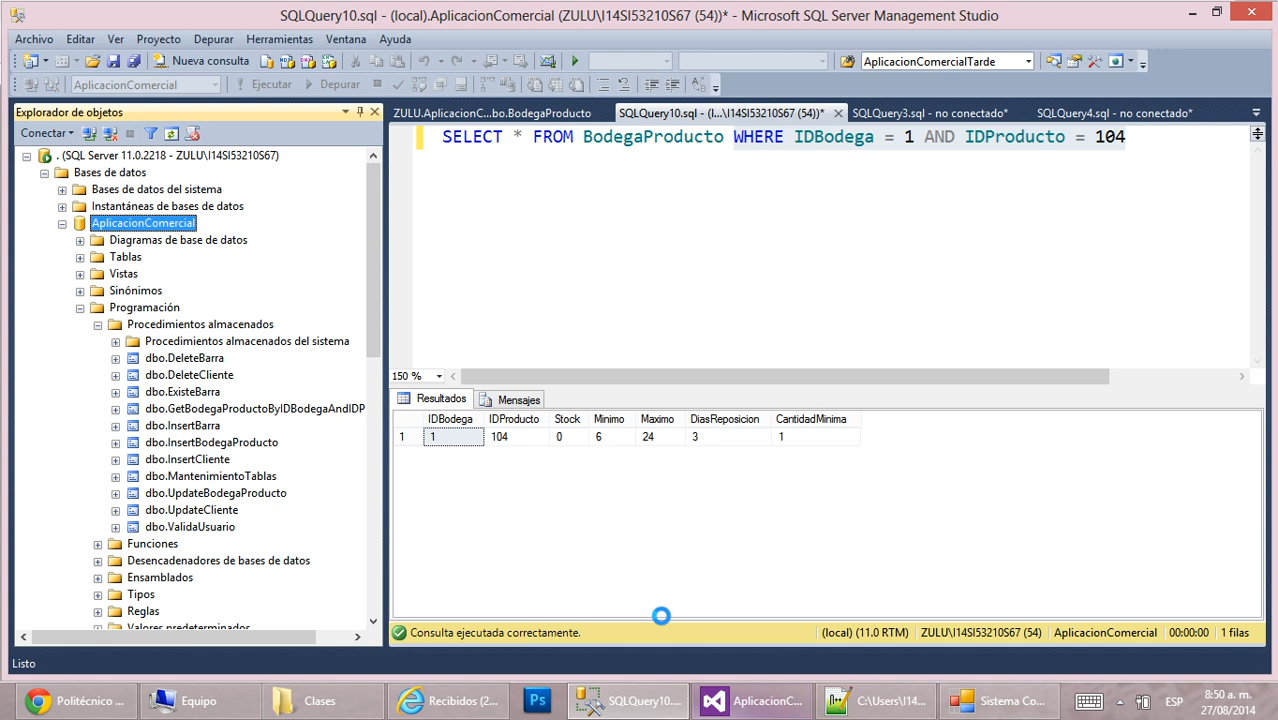 SQLQuery10.sql - (local).AplicacionComercial (ZULU\I14SI53210S67 (54))* - Microsoft SQL Server Management Studio
Archivo Editar Ver Proyecto Depurar Herramientas Ventana Ayuda
Nueva consulta AplicacionComercialTarde
AplicacionComercial Ejecutar Depurar
Explorador de objetos
Conectar
. (SQL Server 11.0.2218 - ZULU\I14SI53210S67)
Bases de datos
Bases de datos del sistema
Instantáneas de bases de datos
AplicacionComercial
Diagramas de base de datos
Tablas
Vistas
Sinónimos
Programación
Procedimientos almacenados
Procedimientos almacenados del sistema
dbo.DeleteBarra
dbo.DeleteCliente
dbo.ExisteBarra
dbo.GetBodegaProductoByIDBodegaAndIDP
dbo.InsertBarra
dbo.InsertBodegaProducto
dbo.InsertCliente
dbo.MantenimientoTablas
dbo.UpdateBodegaProducto
dbo.UpdateCliente
dbo.ValidaUsuario
Funciones
Desencadenadores de bases de datos
Ensamblados
Tipos
Reglas
Valores predeterminados
ZULU.AplicacionC...bo.BodegaProducto SQLQuery10.sql - (l...\I14SI53210S67 (54))* SQLQuery3.sql - no conectado* SQLQuery4.sql - no conectado*
SELECT * FROM BodegaProducto WHERE IDBodega = 1 AND IDProducto = 104
150 %
Resultados Mensajes
IDBodega IDProducto Stock Minimo Maximo DiasReposicion CantidadMinima
1 1 104 0 6 24 3 1
Consulta ejecutada correctamente. (local) (11.0 RTM) ZULU\I14SI53210S67 (54) AplicacionComercial 00:00:00 1 filas
Listo
Politécnico ... Equipo Clases Recibidos (2... Ps SQLQuery10.... AplicacionC... C:\Users\I14... Sistema Co... ESP 8:50 a. m.
27/08/2014